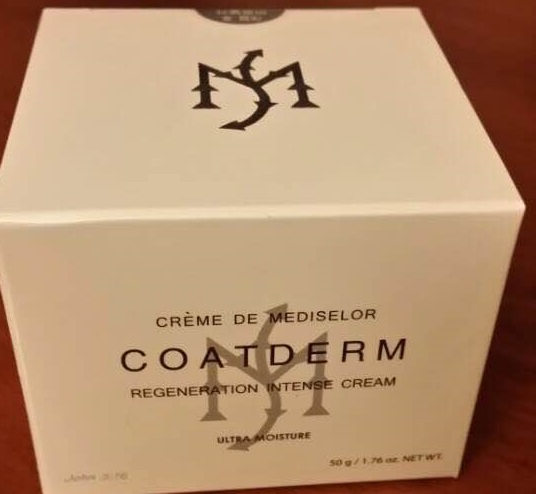 CRÈME DE MEDISELOR
COATDERM
REGENERATION INTENSE CREAM
ULTRA MOISTURE
50 g / 1.76 oz. NET WT.
John 3:16